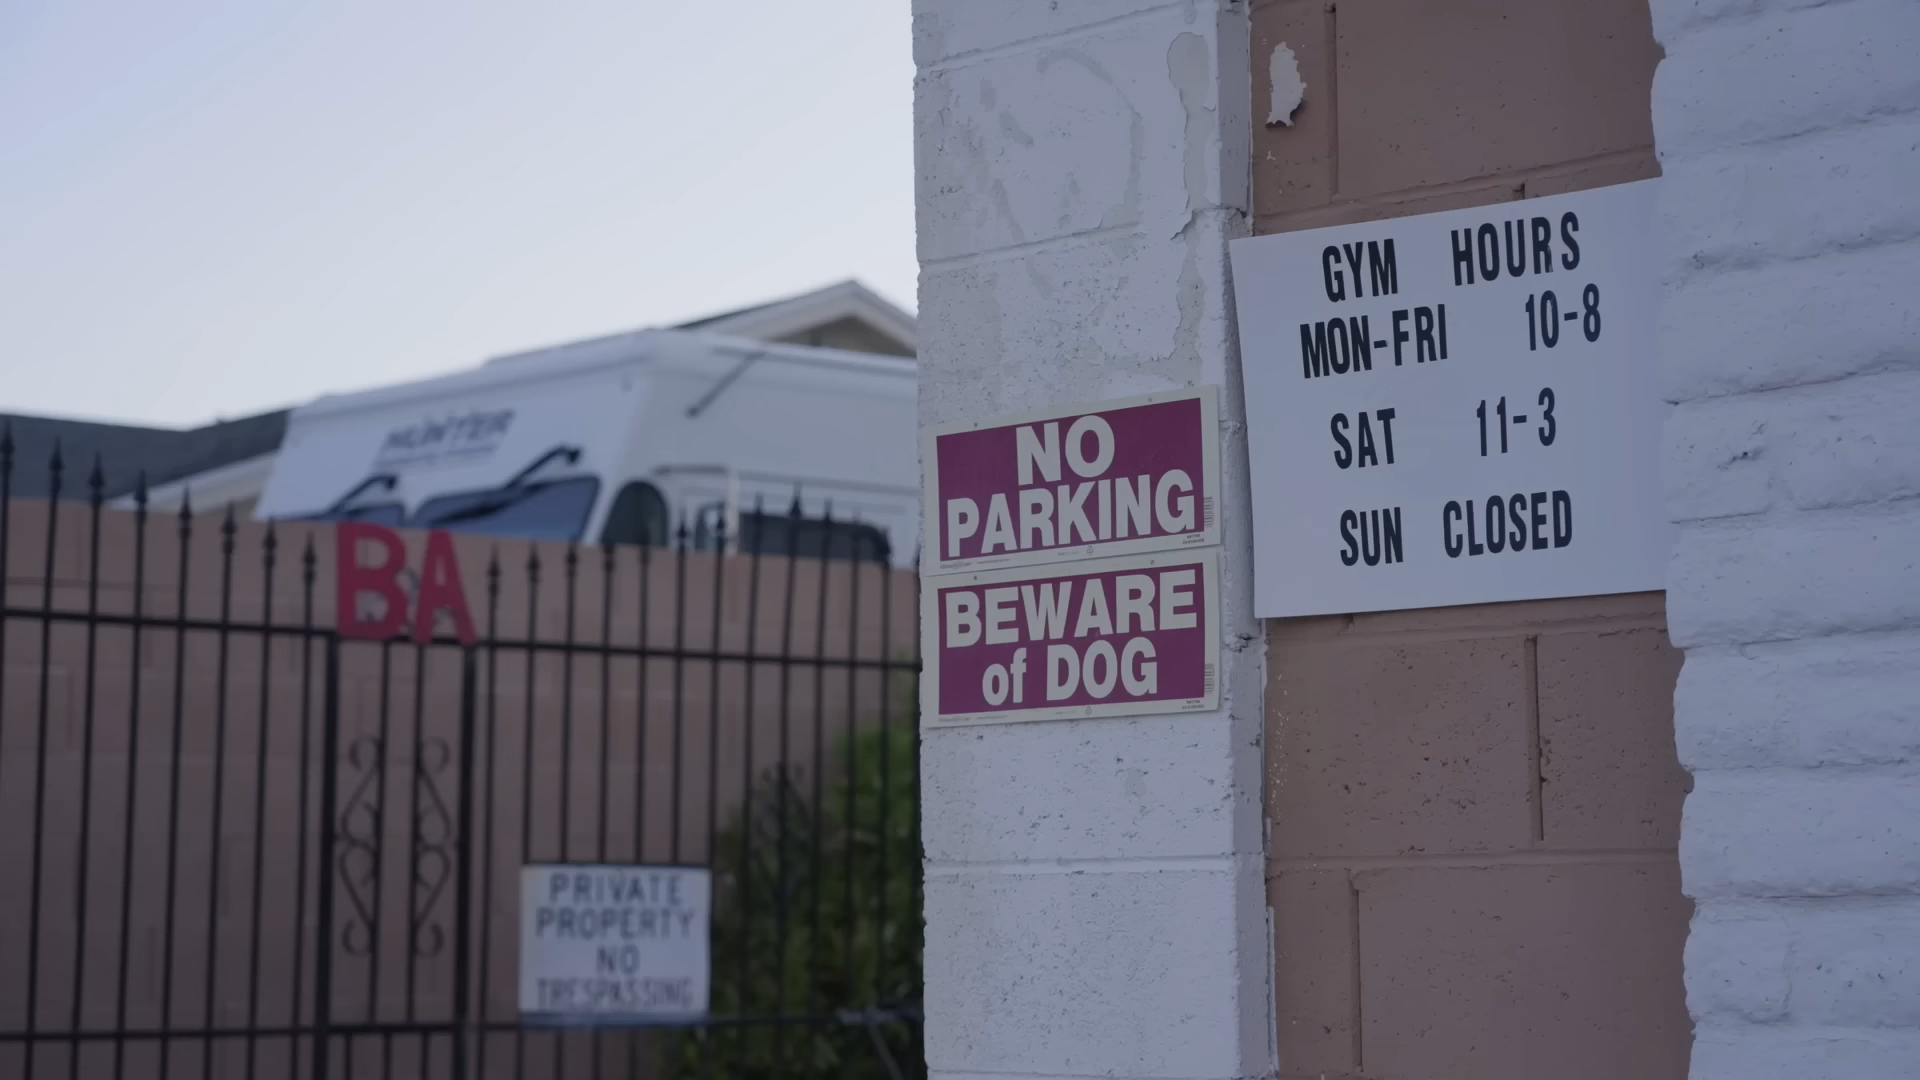 HUNTER
BA
PRIVATE
PROPERTY
NO
TRESPASSING
NO
PARKING
BEWARE
of DOG
GYM HOURS
MON-FRI 10-8
SAT 11-3
SUN CLOSED